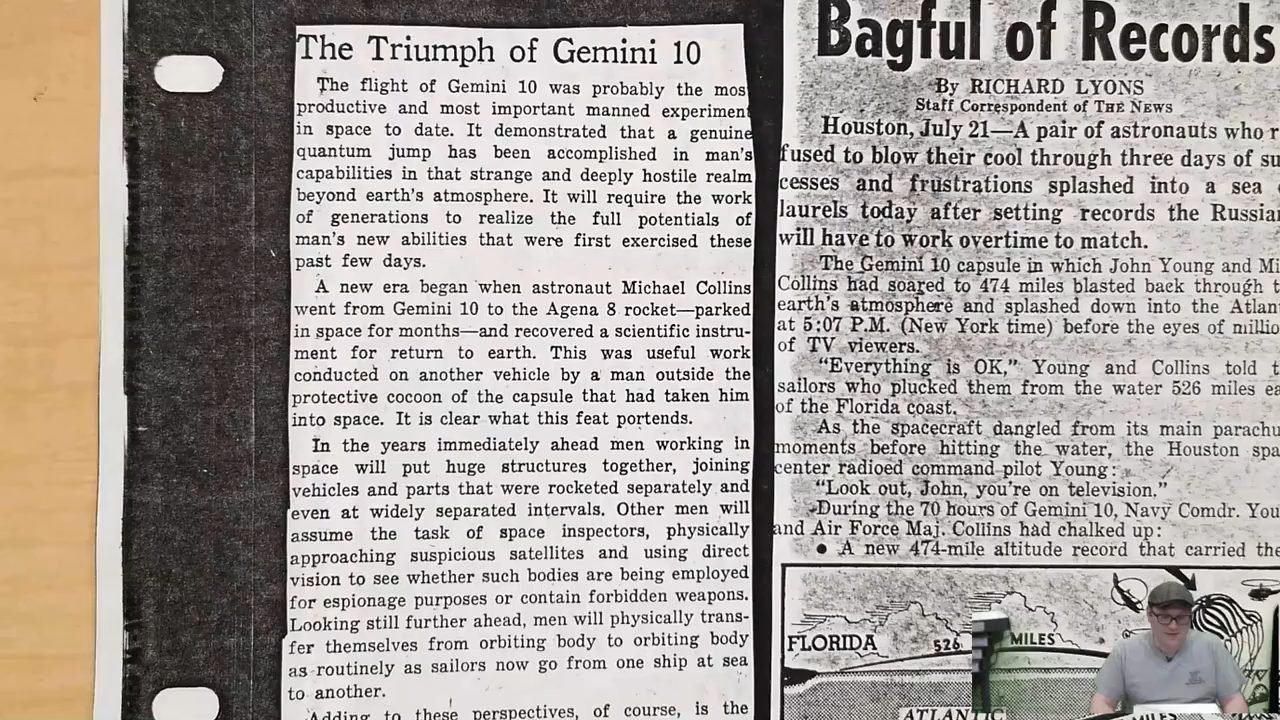 The Triumph of Gemini 10
The flight of Gemini 10 was probably the mos
productive and most important manned experimen
in space to date. It demonstrated that a genuine
quantum jump has been accomplished in man's
capabilities in that strange and deeply hostile realm
beyond earth's atmosphere. It will require the work
of generations to realize the full potentials of
man's new abilities that were first exercised these
past few days.
A new era began when astronaut Michael Collins
went from Gemini 10 to the Agena 8 rocket—parked
in space for months—and recovered a scientific instru-
ment for return to earth. This was useful work
conducted on another vehicle by a man outside the
protective cocoon of the capsule that had taken him
into space. It is clear what this feat portends.
In the years immediately ahead men working in
space will put huge structures together, joining
vehicles and parts that were rocketed separately and
even at widely separated intervals. Other men will
assume the task of space inspectors, physically
approaching suspicious satellites and using direct
vision to see whether such bodies are being employed
for espionage purposes or contain forbidden weapons.
Looking still further ahead, men will physically trans-
fer themselves from orbiting body to orbiting body
as routinely as sailors now go from one ship at sea
to another.
Adding to these perspectives, of course, is the
Bagful of Records
By RICHARD LYONS
Staff Correspondent of THE NEWS
Houston, July 21—A pair of astronauts who r
fused to blow their cool through three days of su
cesses and frustrations splashed into a sea
laurels today after setting records the Russia
will have to work overtime to match.
The Gemini 10 capsule in which John Young and Mi
Collins had soared to 474 miles blasted back through t
earth's atmosphere and splashed down into the Atlan
at 5:07 P.M. (New York time) before the eyes of millio
of TV viewers.
"Everything is OK," Young and Collins told t
sailors who plucked them from the water 526 miles ea
of the Florida coast.
As the spacecraft dangled from its main parachu
moments before hitting the water, the Houston spa
center radioed command pilot Young:
"Look out, John, you're on television."
During the 70 hours of Gemini 10, Navy Comdr. You
and Air Force Maj. Collins had chalked up:
• A new 474-mile altitude record that carried the
FLORIDA 526 MILES
ATLANTIC